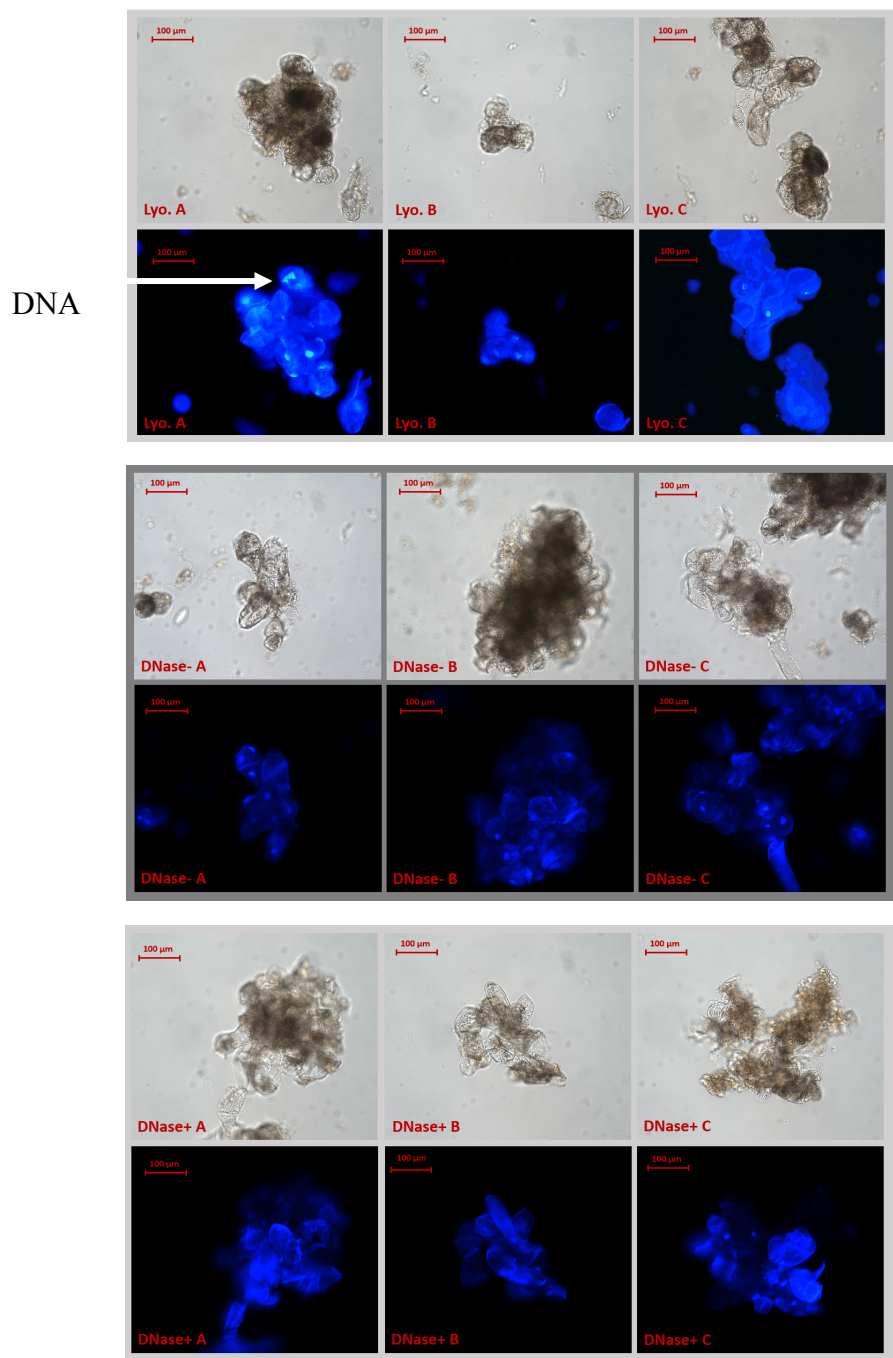 100 µm 100 µm 100 µm
Lyo. A Lyo. B Lyo. C
100 µm 100 µm 100 µm
DNA
Lyo. A Lyo. B Lyo. C
100 µm 100 µm 100 µm
DNase- A DNase- B DNase- C
100 µm 100 µm 100 µm
DNase- A DNase- B DNase- C
100 µm 100 µm 100 µm
DNase+ A DNase+ B DNase+ C
100 µm 100 µm 100 µm
DNase+ A DNase+ B DNase+ C